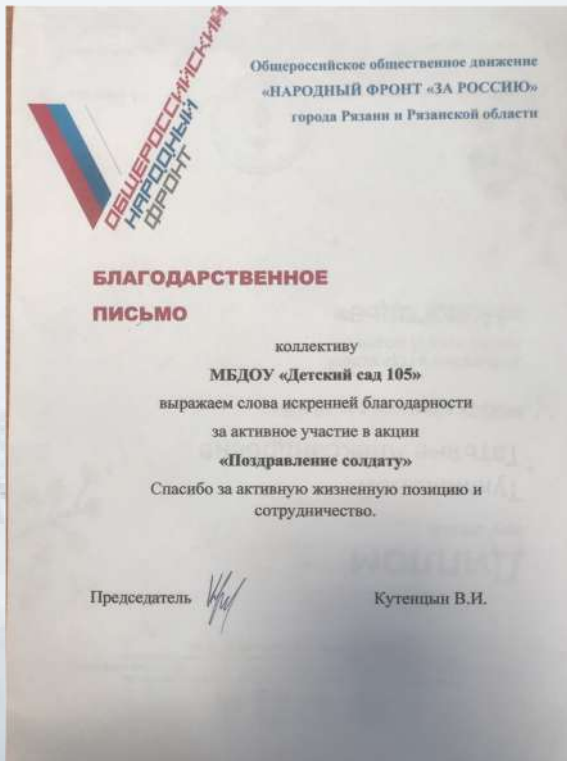 ОБЩЕРОССИЙСКИЙ
НАРОДНЫЙ
ФРОНТ
Общероссийское общественное движение
«НАРОДНЫЙ ФРОНТ «ЗА РОССИЮ»
города Рязани и Рязанской области
БЛАГОДАРСТВЕННОЕ
ПИСЬМО
коллективу
МБДОУ «Детский сад 105»
выражаем слова искренней благодарности
за активное участие в акции
«Поздравление солдату»
Спасибо за активную жизненную позицию и
сотрудничество.
Председатель
Кутенцын В.И.